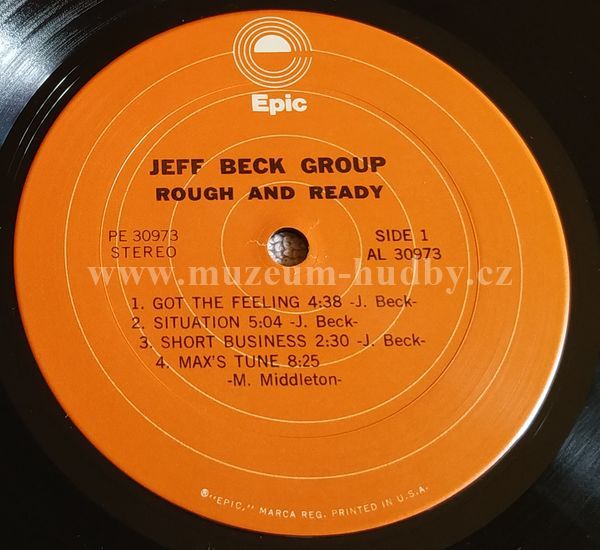 Epic
JEFF BECK GROUP
ROUGH AND READY
PE 30973
STEREO
SIDE 1
AL 30973
www.muzeum-hudby.cz
1. GOT THE FEELING 4:38 -J. Beck-
2. SITUATION 5:04 -J. Beck-
3. SHORT BUSINESS 2:30 -J. Beck-
4. MAX'S TUNE 8:25
-M. Middleton-
®"EPIC," MARCA REG. PRINTED IN U.S.A.